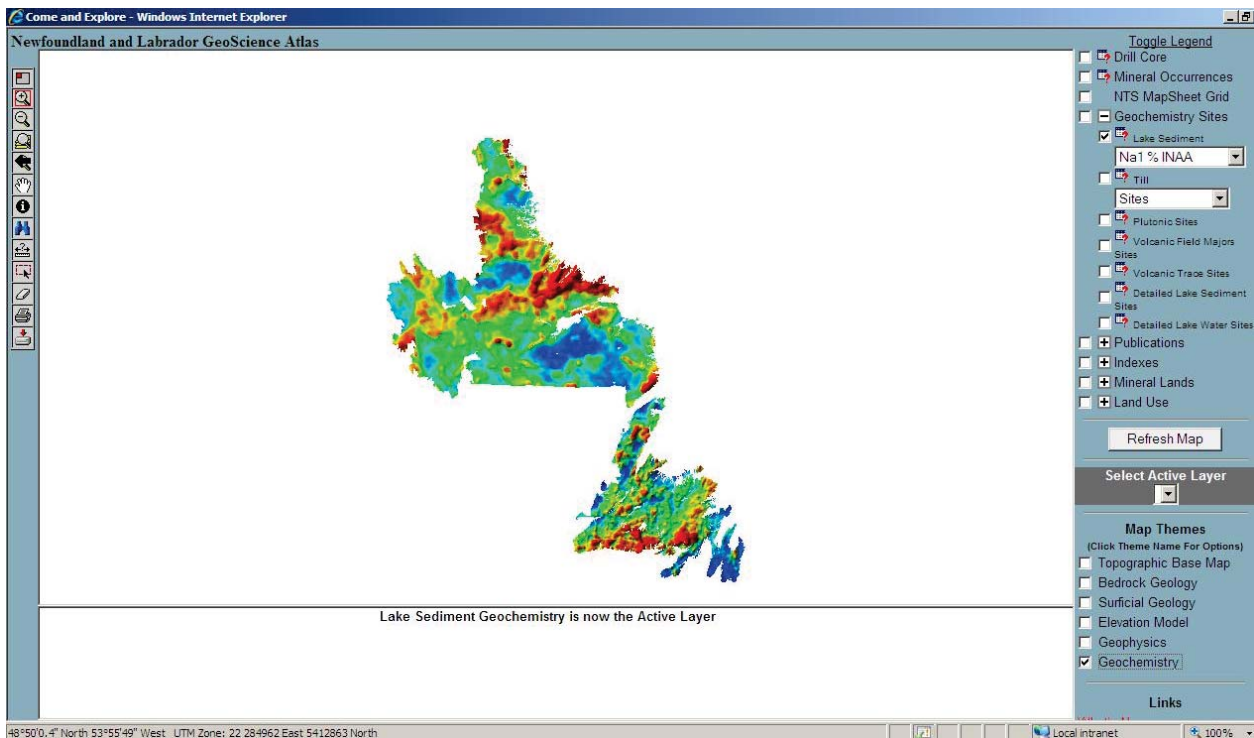 Come and Explore - Windows Internet Explorer
Newfoundland and Labrador GeoScience Atlas
Toggle Legend
Drill Core
Mineral Occurrences
NTS MapSheet Grid
Geochemistry Sites
Lake Sediment
Na1 % INAA
Till
Sites
Plutonic Sites
Volcanic Field Majors
Sites
Volcanic Trace Sites
Detailed Lake Sediment
Sites
Detailed Lake Water Sites
Publications
Indexes
Mineral Lands
Land Use
Refresh Map
Select Active Layer
Map Themes
(Click Theme Name For Options)
Topographic Base Map
Bedrock Geology
Surficial Geology
Elevation Model
Geophysics
Geochemistry
Links
Lake Sediment Geochemistry is now the Active Layer
48°50'0.4" North 53°55'49" West UTM Zone: 22 284962 East 5412863 North
Local intranet
100%